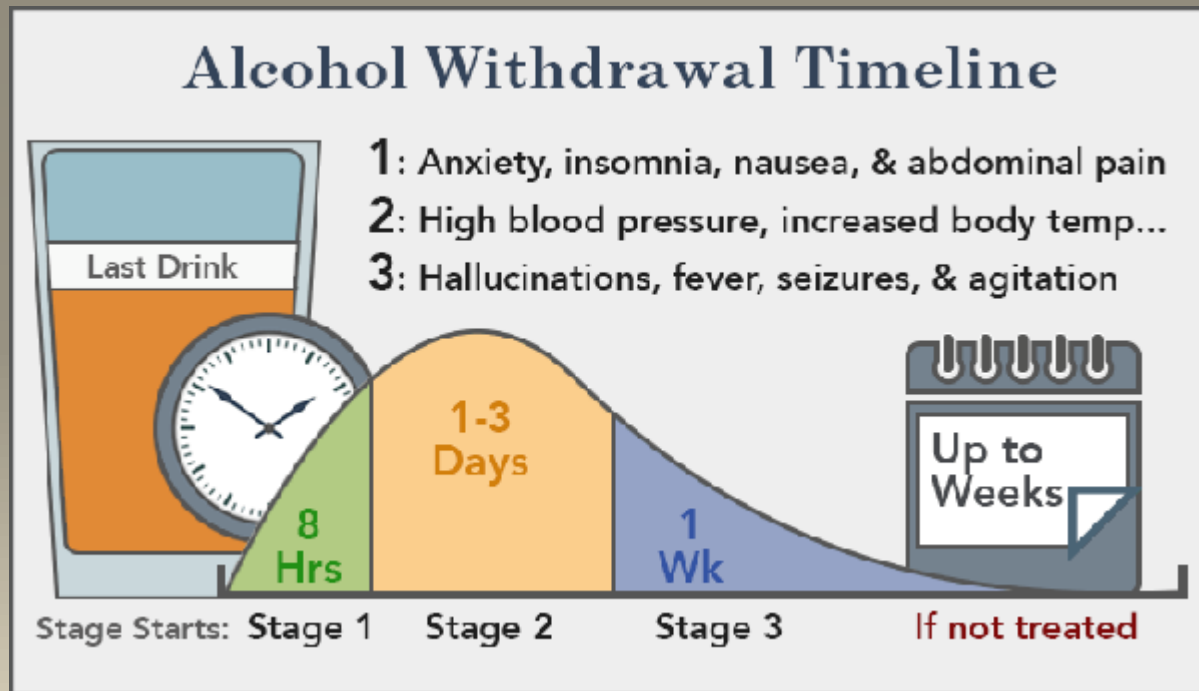 Alcohol Withdrawal Timeline
1: Anxiety, insomnia, nausea, & abdominal pain
2: High blood pressure, increased body temp...
3: Hallucinations, fever, seizures, & agitation
Last Drink
8
Hrs
1-3
Days
1
Wk
Up to
Weeks
Stage Starts: Stage 1 Stage 2 Stage 3 If not treated